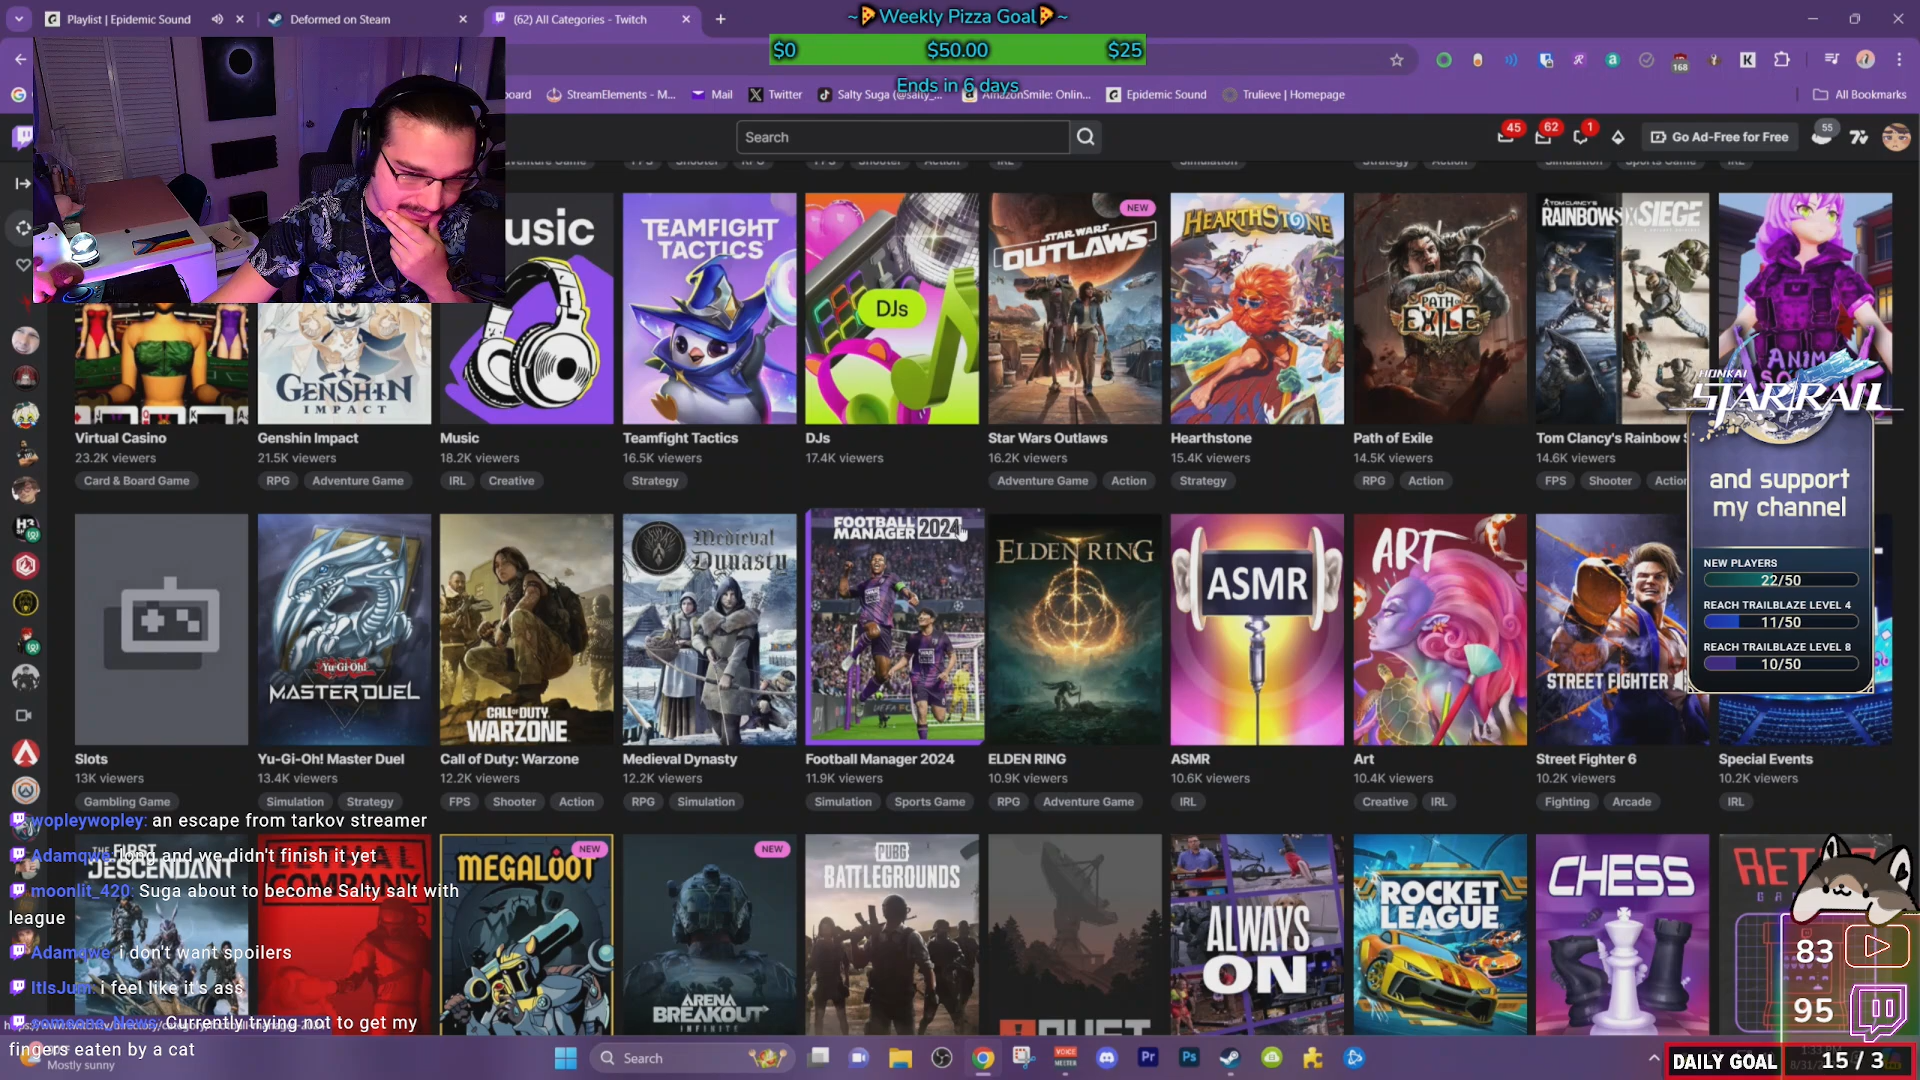 Playlist | Epidemic Sound
Deformed on Steam
(62) All Categories - Twitch
~🍕Weekly Pizza Goal🍕~
$0 $50.00 $25
Ends in 6 days
168
K
oard
StreamElements - M...
Mail
Twitter
Salty Suga (@salty_...
AmazonSmile: Onlin...
Epidemic Sound
Trulieve | Homepage
All Bookmarks
Search
45
62
1
Go Ad-Free for Free
55
usic
TEAMFIGHT
TACTICS
DJs
NEW
STAR WARS
OUTLAWS
HEARTHSTONE
PATH OF
EXILE
TOM CLANCY'S
RAINBOW SIX SIEGE
GENSHIN
IMPACT
HONKAI
STAR RAIL
Virtual Casino
23.2K viewers
Card & Board Game
Genshin Impact
21.5K viewers
RPG Adventure Game
Music
18.2K viewers
IRL Creative
Teamfight Tactics
16.5K viewers
Strategy
DJs
17.4K viewers
Star Wars Outlaws
16.2K viewers
Adventure Game Action
Hearthstone
15.4K viewers
Strategy
Path of Exile
14.5K viewers
RPG Action
Tom Clancy's Rainbow S
14.6K viewers
FPS Shooter Action
and support
my channel
NEW PLAYERS
22/50
REACH TRAILBLAZE LEVEL 4
11/50
REACH TRAILBLAZE LEVEL 8
10/50
Yu-Gi-Oh!
MASTER DUEL
CALL OF DUTY
WARZONE
Medieval
Dynasty
FOOTBALL
MANAGER 2024
ELDEN RING
ASMR
ART
STREET FIGHTER
Slots
13K viewers
Gambling Game
Yu-Gi-Oh! Master Duel
13.4K viewers
Simulation Strategy
Call of Duty: Warzone
12.2K viewers
FPS Shooter Action
Medieval Dynasty
12.2K viewers
RPG Simulation
Football Manager 2024
11.9K viewers
Simulation Sports Game
ELDEN RING
10.9K viewers
RPG Adventure Game
ASMR
10.6K viewers
IRL
Art
10.4K viewers
Creative IRL
Street Fighter 6
10.2K viewers
Fighting Arcade
Special Events
10.2K viewers
IRL
wopleywopley: an escape from tarkov streamer
Adamqwe: long and we didn't finish it yet
moonlit_420: Suga about to become Salty salt with
league
Adamqwe: i don't want spoilers
ItIsJuni: i feel like it's ass
Currently trying not to get my
fingers eaten by a cat
THE FIRST
DESCENDANT
LETHAL
COMPANY
NEW
MEGALOOT
NEW
ARENA
BREAKOUT
INFINITE
PUBG
BATTLEGROUNDS
ALWAYS
ON
ROCKET
LEAGUE
CHESS
83
95
Mostly sunny
Search
Pr
Ps
DAILY GOAL 15 / 3